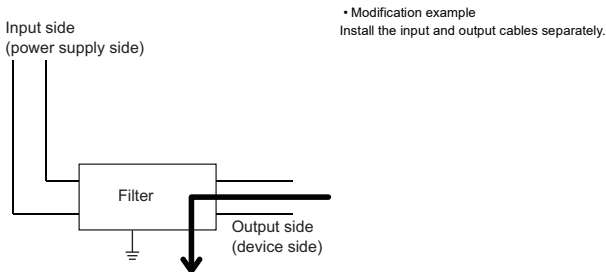 • Modification example
Install the input and output cables separately.
Input side
(power supply side)
Filter
Output side
(device side)